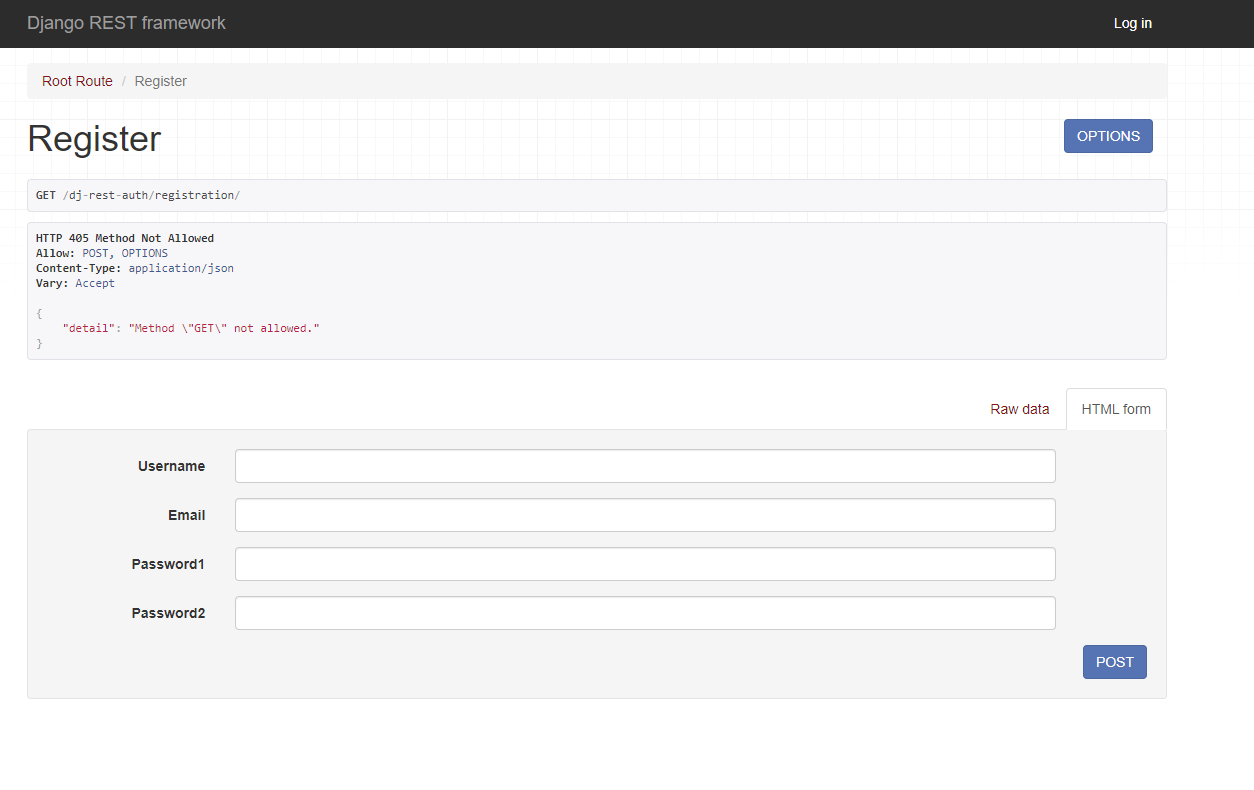 Django REST framework
Log in
Root Route / Register
Register
OPTIONS
GET /dj-rest-auth/registration/
HTTP 405 Method Not Allowed
Allow: POST, OPTIONS
Content-Type: application/json
Vary: Accept
{
    "detail": "Method \"GET\" not allowed."
}
Raw data
HTML form
Username
Email
Password1
Password2
POST